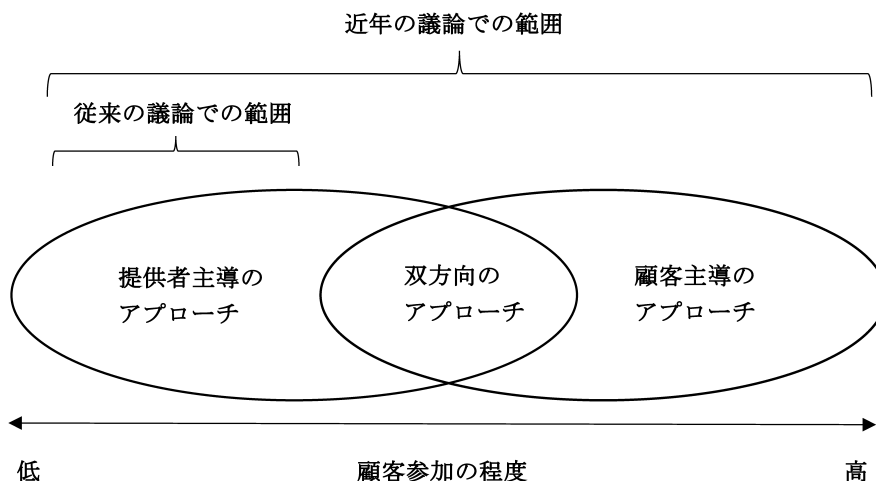 近年の議論での範囲
従来の議論での範囲
提供者主導の
アプローチ
双方向の
アプローチ
顧客主導の
アプローチ
低
顧客参加の程度
高